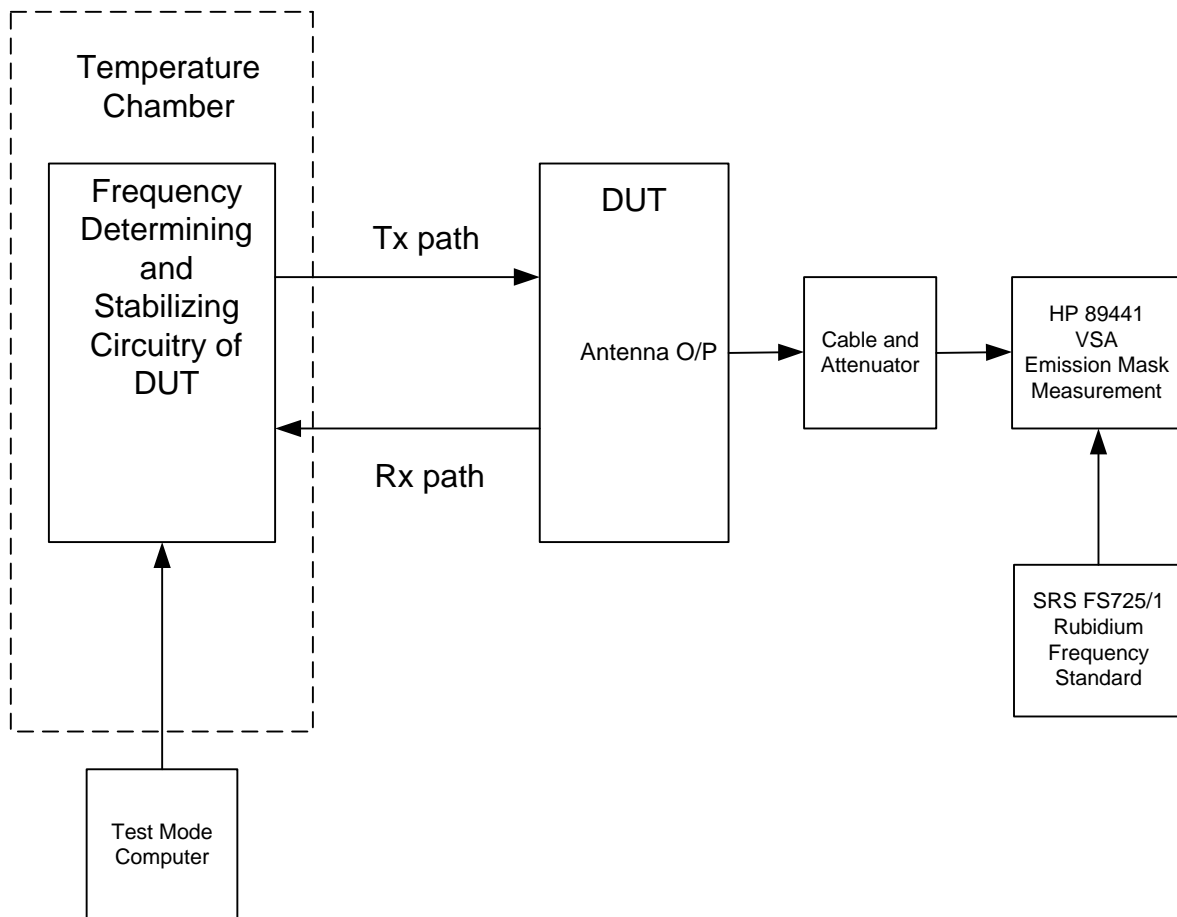 Temperature
Chamber
Frequency
Determining
and
Stabilizing
Circuitry of
DUT
Tx path
Rx path
DUT
Antenna O/P
Cable and
Attenuator
HP 89441
VSA
Emission Mask
Measurement
SRS FS725/1
Rubidium
Frequency
Standard
Test Mode
Computer